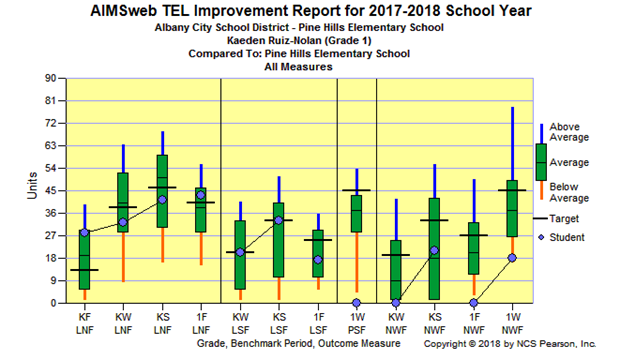 AIMSweb TEL Improvement Report for 2017-2018 School Year
Albany City School District - Pine Hills Elementary School
Kaeden Ruiz-Nolan (Grade 1)
Compared To: Pine Hills Elementary School
All Measures
90
81
72
63
54
45
36
27
18
9
0
Units
KF KW KS 1F KW KS 1F 1W KW KS 1F 1W
LNF LNF LNF LNF LSF LSF LSF PSF NWF NWF NWF NWF
Grade, Benchmark Period, Outcome Measure
Copyright © 2018 by NCS Pearson, Inc.
Above
Average
Average
Below
Average
Target
Student